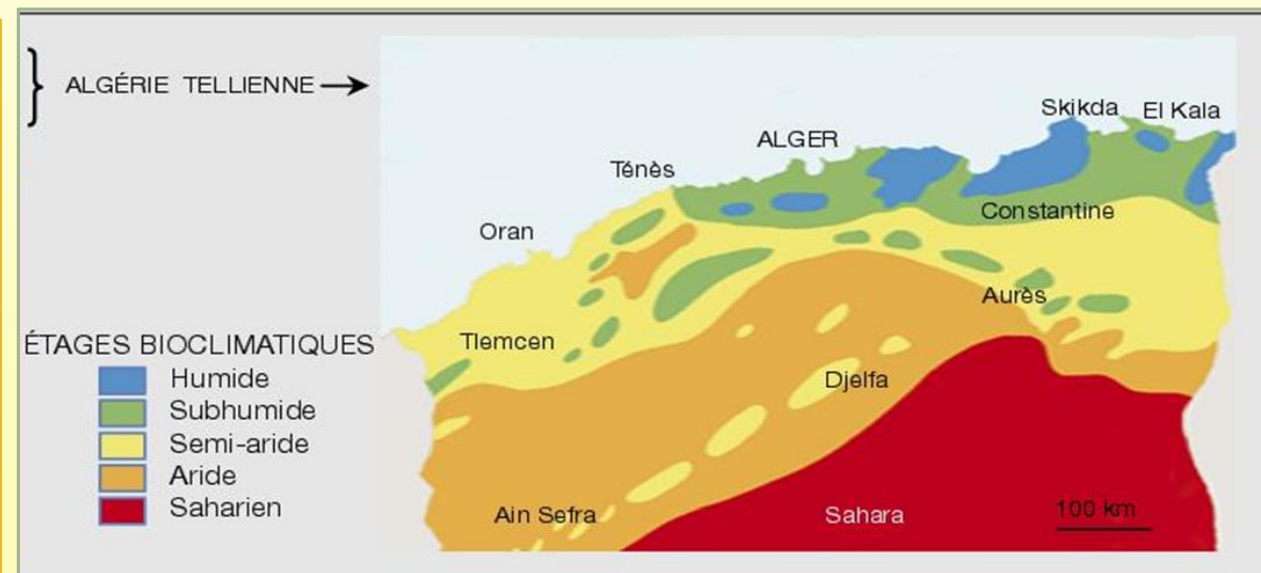 ALGÉRIE TELLIENNE
Skikda
El Kala
ALGER
Ténès
Constantine
Oran
Aurès
Tlemcen
Djelfa
Ain Sefra
Sahara
100 km
ÉTAGES BIOCLIMATIQUES
Humide
Subhumide
Semi-aride
Aride
Saharien